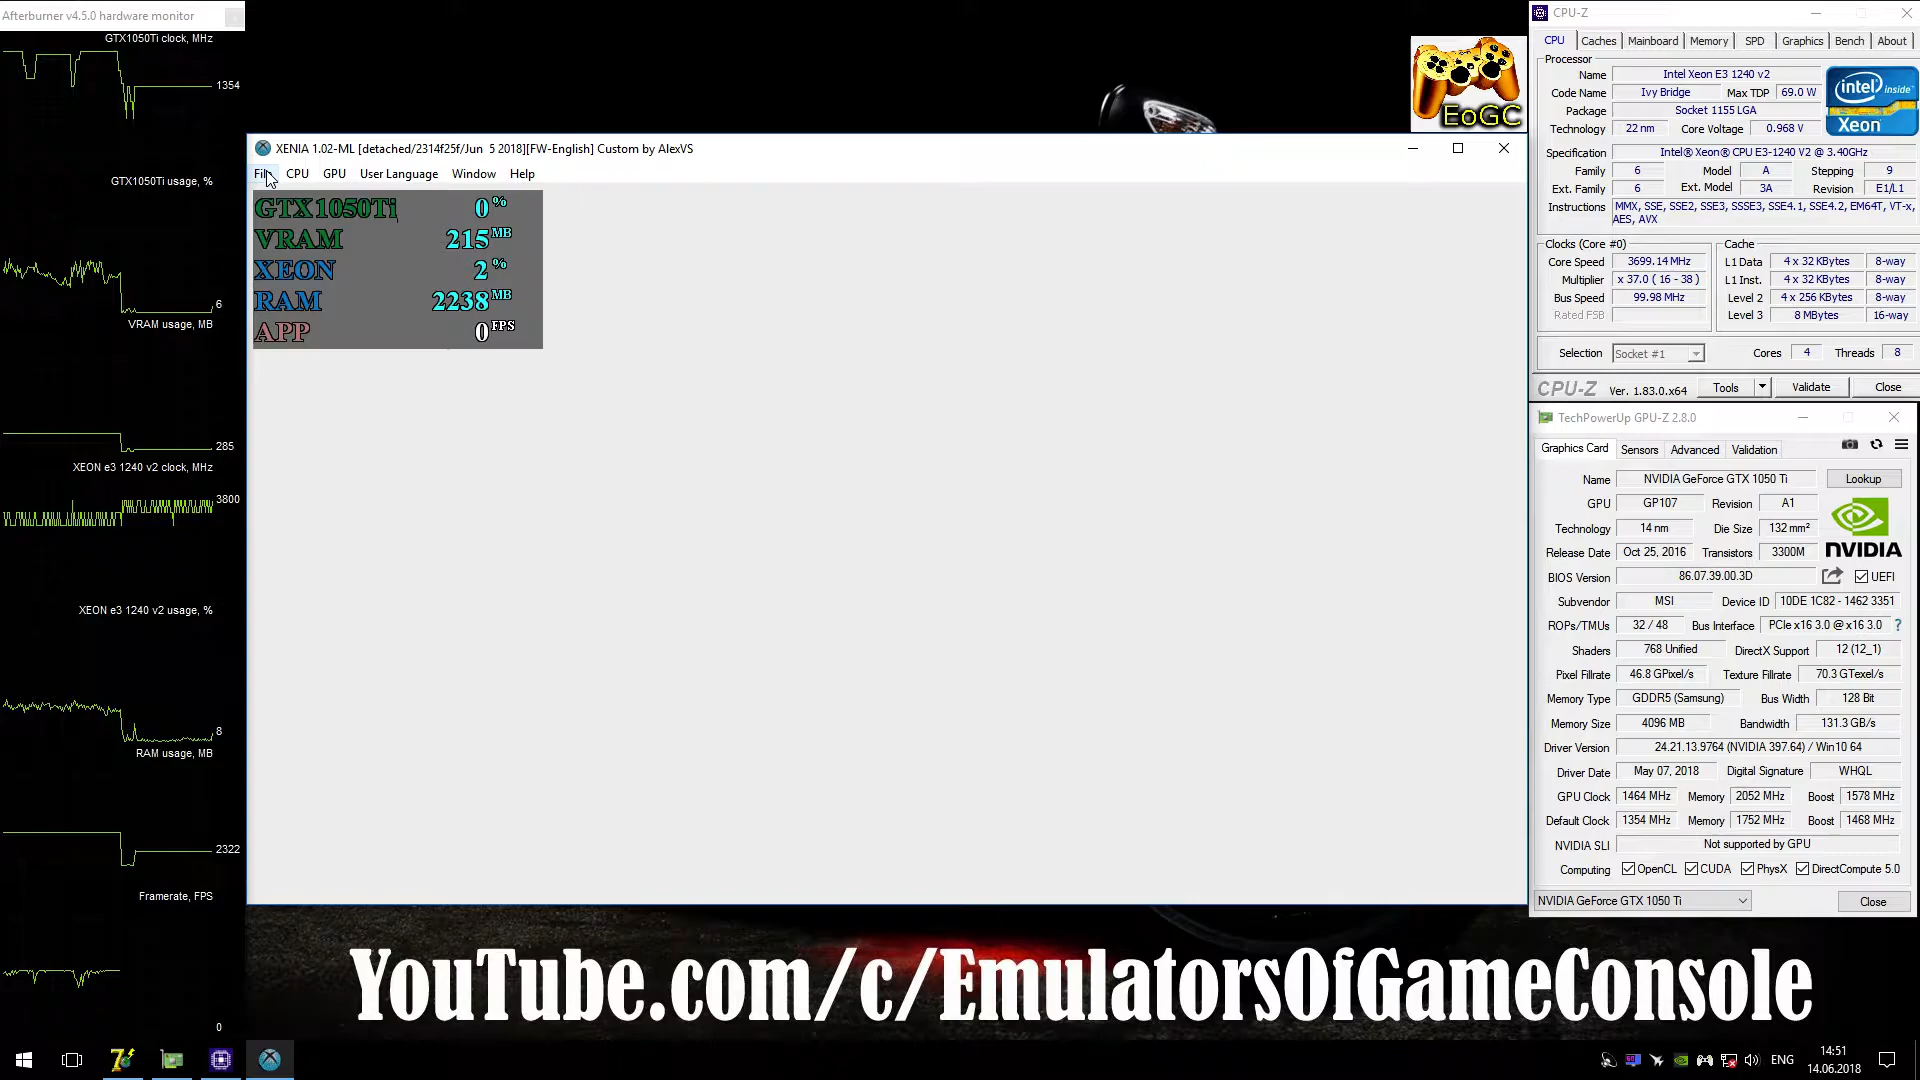 Afterburner v4.5.0 hardware monitor
GTX1050Ti clock, MHz
1354
GTX1050Ti usage, %
6
VRAM usage, MB
285
XEON e3 1240 v2 clock, MHz
3800
XEON e3 1240 v2 usage, %
8
RAM usage, MB
2322
Framerate, FPS
0
XENIA 1.02-ML [detached/2314f25f/Jun 5 2018][FW-English] Custom by AlexVS
File CPU GPU User Language Window Help
GTX1050Ti 0 %
VRAM 215 MB
XEON 2 %
RAM 2238 MB
APP 0 FPS
EoGC
CPU-Z
CPU Caches Mainboard Memory SPD Graphics Bench About
Processor
Name Intel Xeon E3 1240 v2
Code Name Ivy Bridge Max TDP 69.0 W
Package Socket 1155 LGA
Technology 22 nm Core Voltage 0.968 V
intel inside
Xeon
Specification Intel® Xeon® CPU E3-1240 V2 @ 3.40GHz
Family 6 Model A Stepping 9
Ext. Family 6 Ext. Model 3A Revision E1/L1
Instructions MMX, SSE, SSE2, SSE3, SSSE3, SSE4.1, SSE4.2, EM64T, VT-x,
AES, AVX
Clocks (Core #0) Cache
Core Speed 3699.14 MHz L1 Data 4 x 32 KBytes 8-way
Multiplier x 37.0 ( 16 - 38 ) L1 Inst. 4 x 32 KBytes 8-way
Bus Speed 99.98 MHz Level 2 4 x 256 KBytes 8-way
Rated FSB Level 3 8 MBytes 16-way
Selection Socket #1 Cores 4 Threads 8
CPU-Z Ver. 1.83.0.x64 Tools Validate Close
TechPowerUp GPU-Z 2.8.0
Graphics Card Sensors Advanced Validation
Name NVIDIA GeForce GTX 1050 Ti Lookup
GPU GP107 Revision A1
Technology 14 nm Die Size 132 mm²
Release Date Oct 25, 2016 Transistors 3300M
NVIDIA
BIOS Version 86.07.39.00.3D UEFI
Subvendor MSI Device ID 10DE 1C82 - 1462 3351
ROPs/TMUs 32 / 48 Bus Interface PCIe x16 3.0 @ x16 3.0 ?
Shaders 768 Unified DirectX Support 12 (12_1)
Pixel Fillrate 46.8 GPixel/s Texture Fillrate 70.3 GTexel/s
Memory Type GDDR5 (Samsung) Bus Width 128 Bit
Memory Size 4096 MB Bandwidth 131.3 GB/s
Driver Version 24.21.13.9764 (NVIDIA 397.64) / Win10 64
Driver Date May 07, 2018 Digital Signature WHQL
GPU Clock 1464 MHz Memory 2052 MHz Boost 1578 MHz
Default Clock 1354 MHz Memory 1752 MHz Boost 1468 MHz
NVIDIA SLI Not supported by GPU
Computing OpenCL CUDA PhysX DirectCompute 5.0
NVIDIA GeForce GTX 1050 Ti Close
YouTube.com/c/EmulatorsOfGameConsole
ENG
14:51
14.06.2018